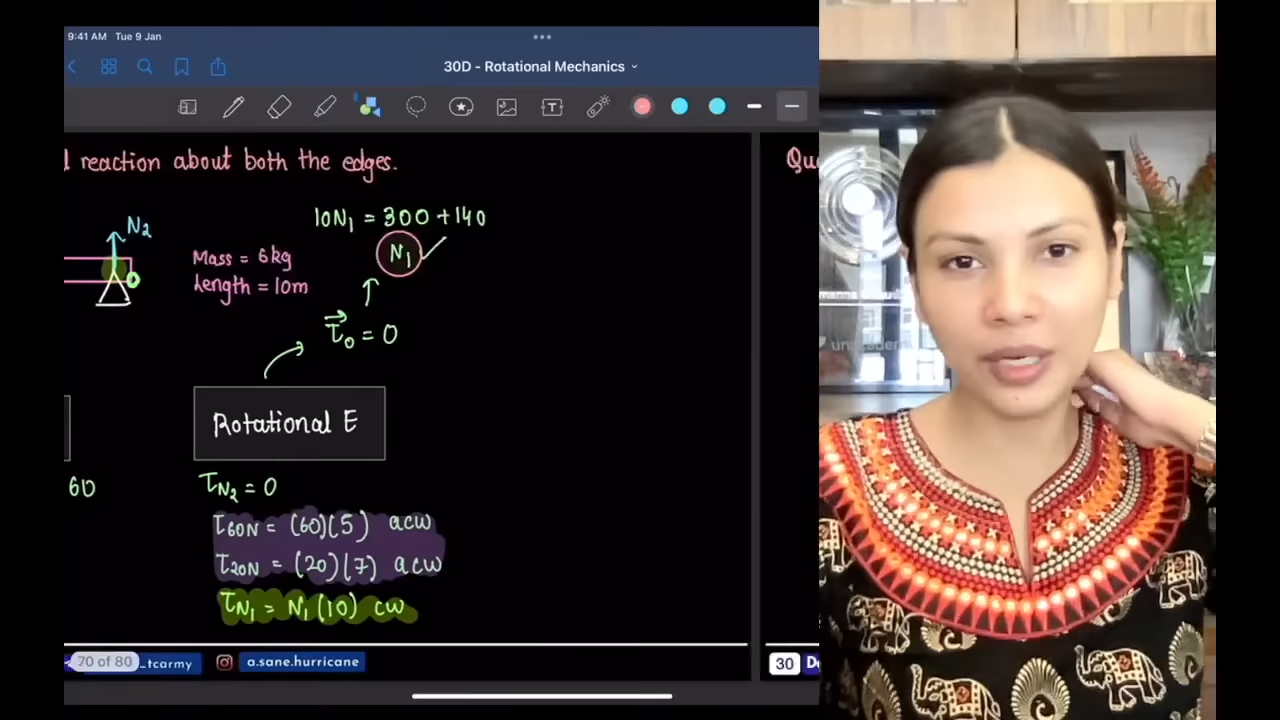 9:41 AM Tue 9 Jan
30D - Rotational Mechanics
reaction about both the edges.
Que
N₂
10N₁ = 300 + 140
N₁
Mass = 6kg
Length = 10m
τ₀ = 0
Rotational E
60
τN₂ = 0
τ60N = (60)(5) acw
τ20N = (20)(7) acw
τN₁ = N₁(10) cw
70 of 80
_tcarmy
a.sane.hurricane
30